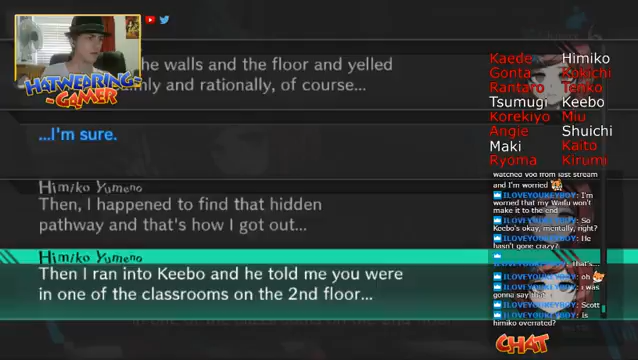 he walls and the floor and yelled
mly and rationally, of course...
...I'm sure.
Himiko Yumeno
Then, I happened to find that hidden
pathway and that's how I got out...
Himiko Yumeno
Then I ran into Keebo and he told me you were
in one of the classrooms on the 2nd floor...
HATWEARING
GAMER
Kaede Himiko
Gonta Kokichi
Rantaro Tenko
Tsumugi Keebo
Korekiyo Miu
Angie Shuichi
Maki Kaito
Ryoma Kirumi
watched vod from last stream
and I'm worried
ILOVEYOUKEYBOY: I'm
worried that my Waifu won't
make it to the end
ILOVEYOUKEYBOY: So
Keebo's okay, mentally, right?
ILOVEYOUKEYBOY: He
hasn't gone crazy?
that's...
ILOVEYOUKEYBOY: oh
ILOVEYOUKEYBOY: i was
gonna say that
ILOVEYOUKEYBOY: Scott
ILOVEYOUKEYBOY: is
himiko overrated?
CHAT